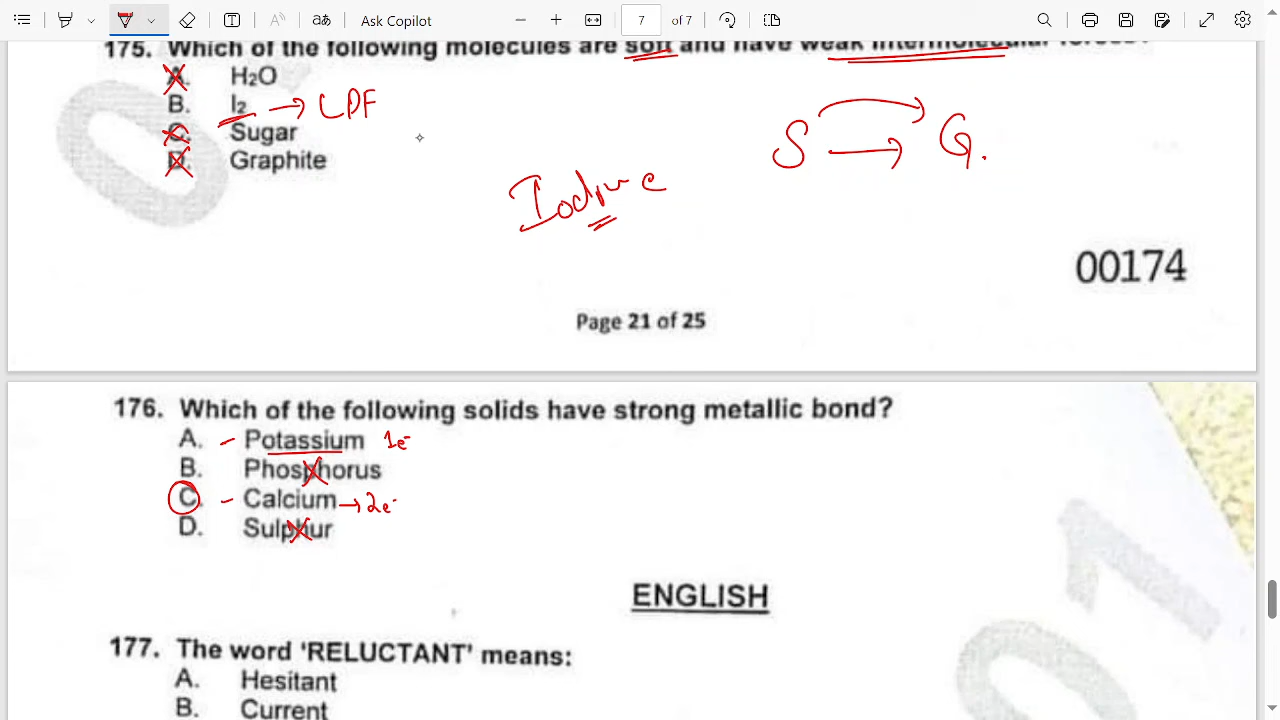 Ask Copilot
7 of 7
175. Which of the following molecules are soft and have weak intermolecular forces?
A. H₂O
B. I₂ → LDF
C. Sugar
D. Graphite
S → G.
Iodine
00174
Page 21 of 25
176. Which of the following solids have strong metallic bond?
A. - Potassium 1e⁻
B. Phosphorus
C. - Calcium → 2e⁻
D. Sulphur
ENGLISH
177. The word 'RELUCTANT' means:
A. Hesitant
B. Current